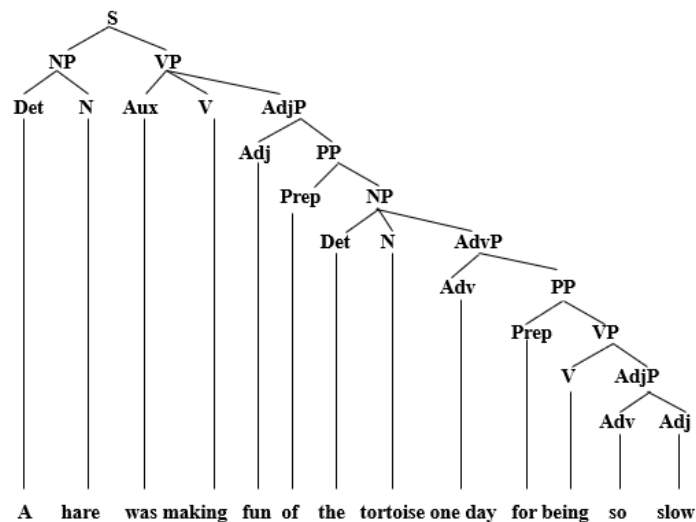 S
NP VP
Det N Aux V AdjP
Adj PP
Prep NP
Det N AdvP
Adv PP
Prep VP
V AdjP
Adv Adj
A hare was making fun of the tortoise one day for being so slow